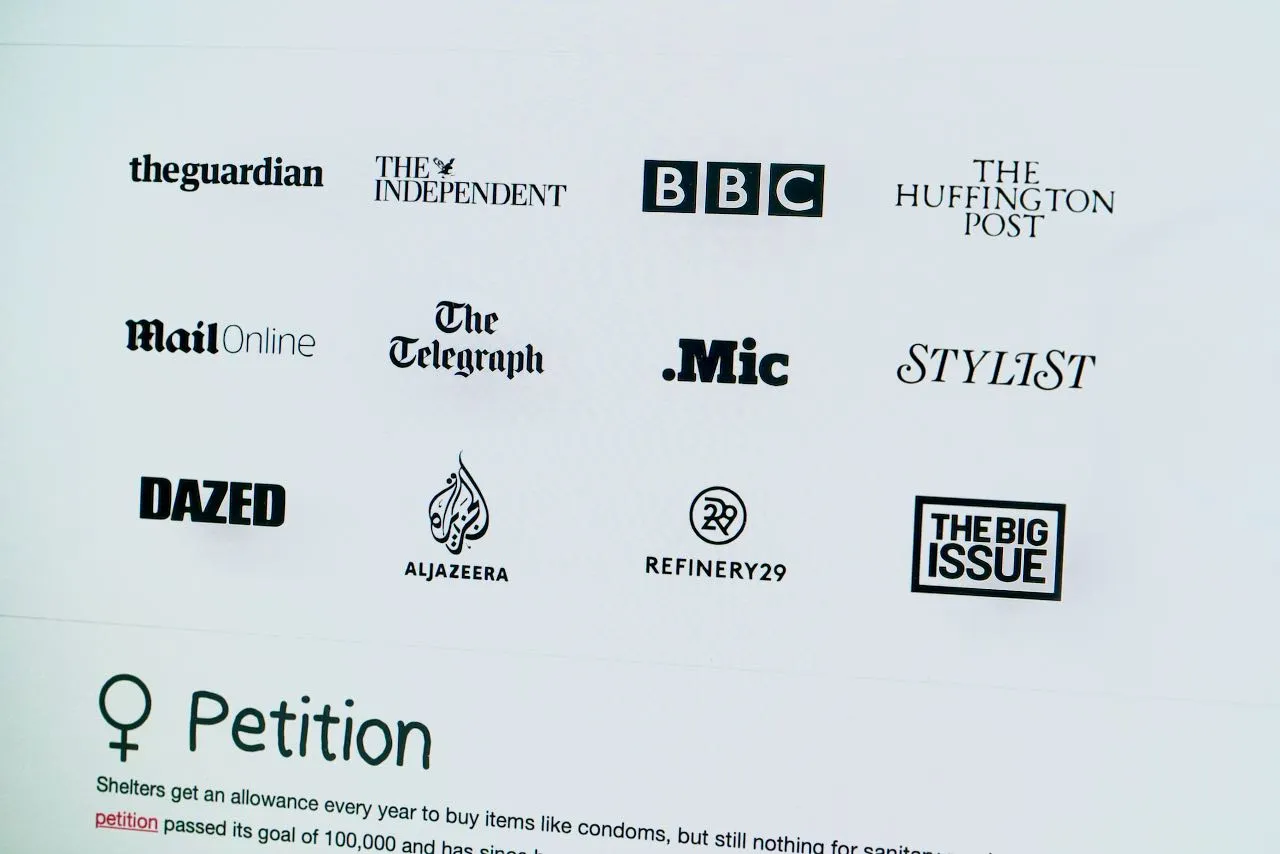 theguardian
THE
INDEPENDENT
BBC
THE
HUFFINGTON
POST
MailOnline
The
Telegraph
.Mic
STYLIST
DAZED
الجزيرة
ALJAZEERA
R29
REFINERY29
THE BIG
ISSUE
Petition
Shelters get an allowance every year to buy items like condoms, but still nothing for
petition passed its goal of 100,000 and has since